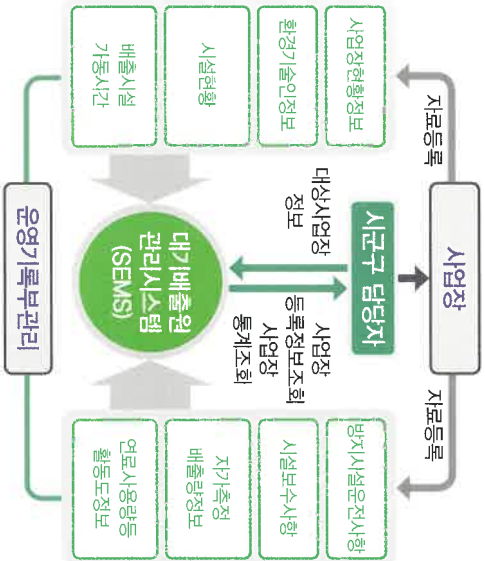 사업장
자료등록
자료등록
사업장현황정보
환경기술인정보
시설현황
배출시설
가동시간
시군구 담당자
대상사업장
정보
사업장
등록정보조회
사업장
통계조회
대기배출원
관리시스템
(SEMS)
방지시설운전사항
시설보수사항
자가측정
배출량정보
연료사용량등
활동도정보
운영기록부관리